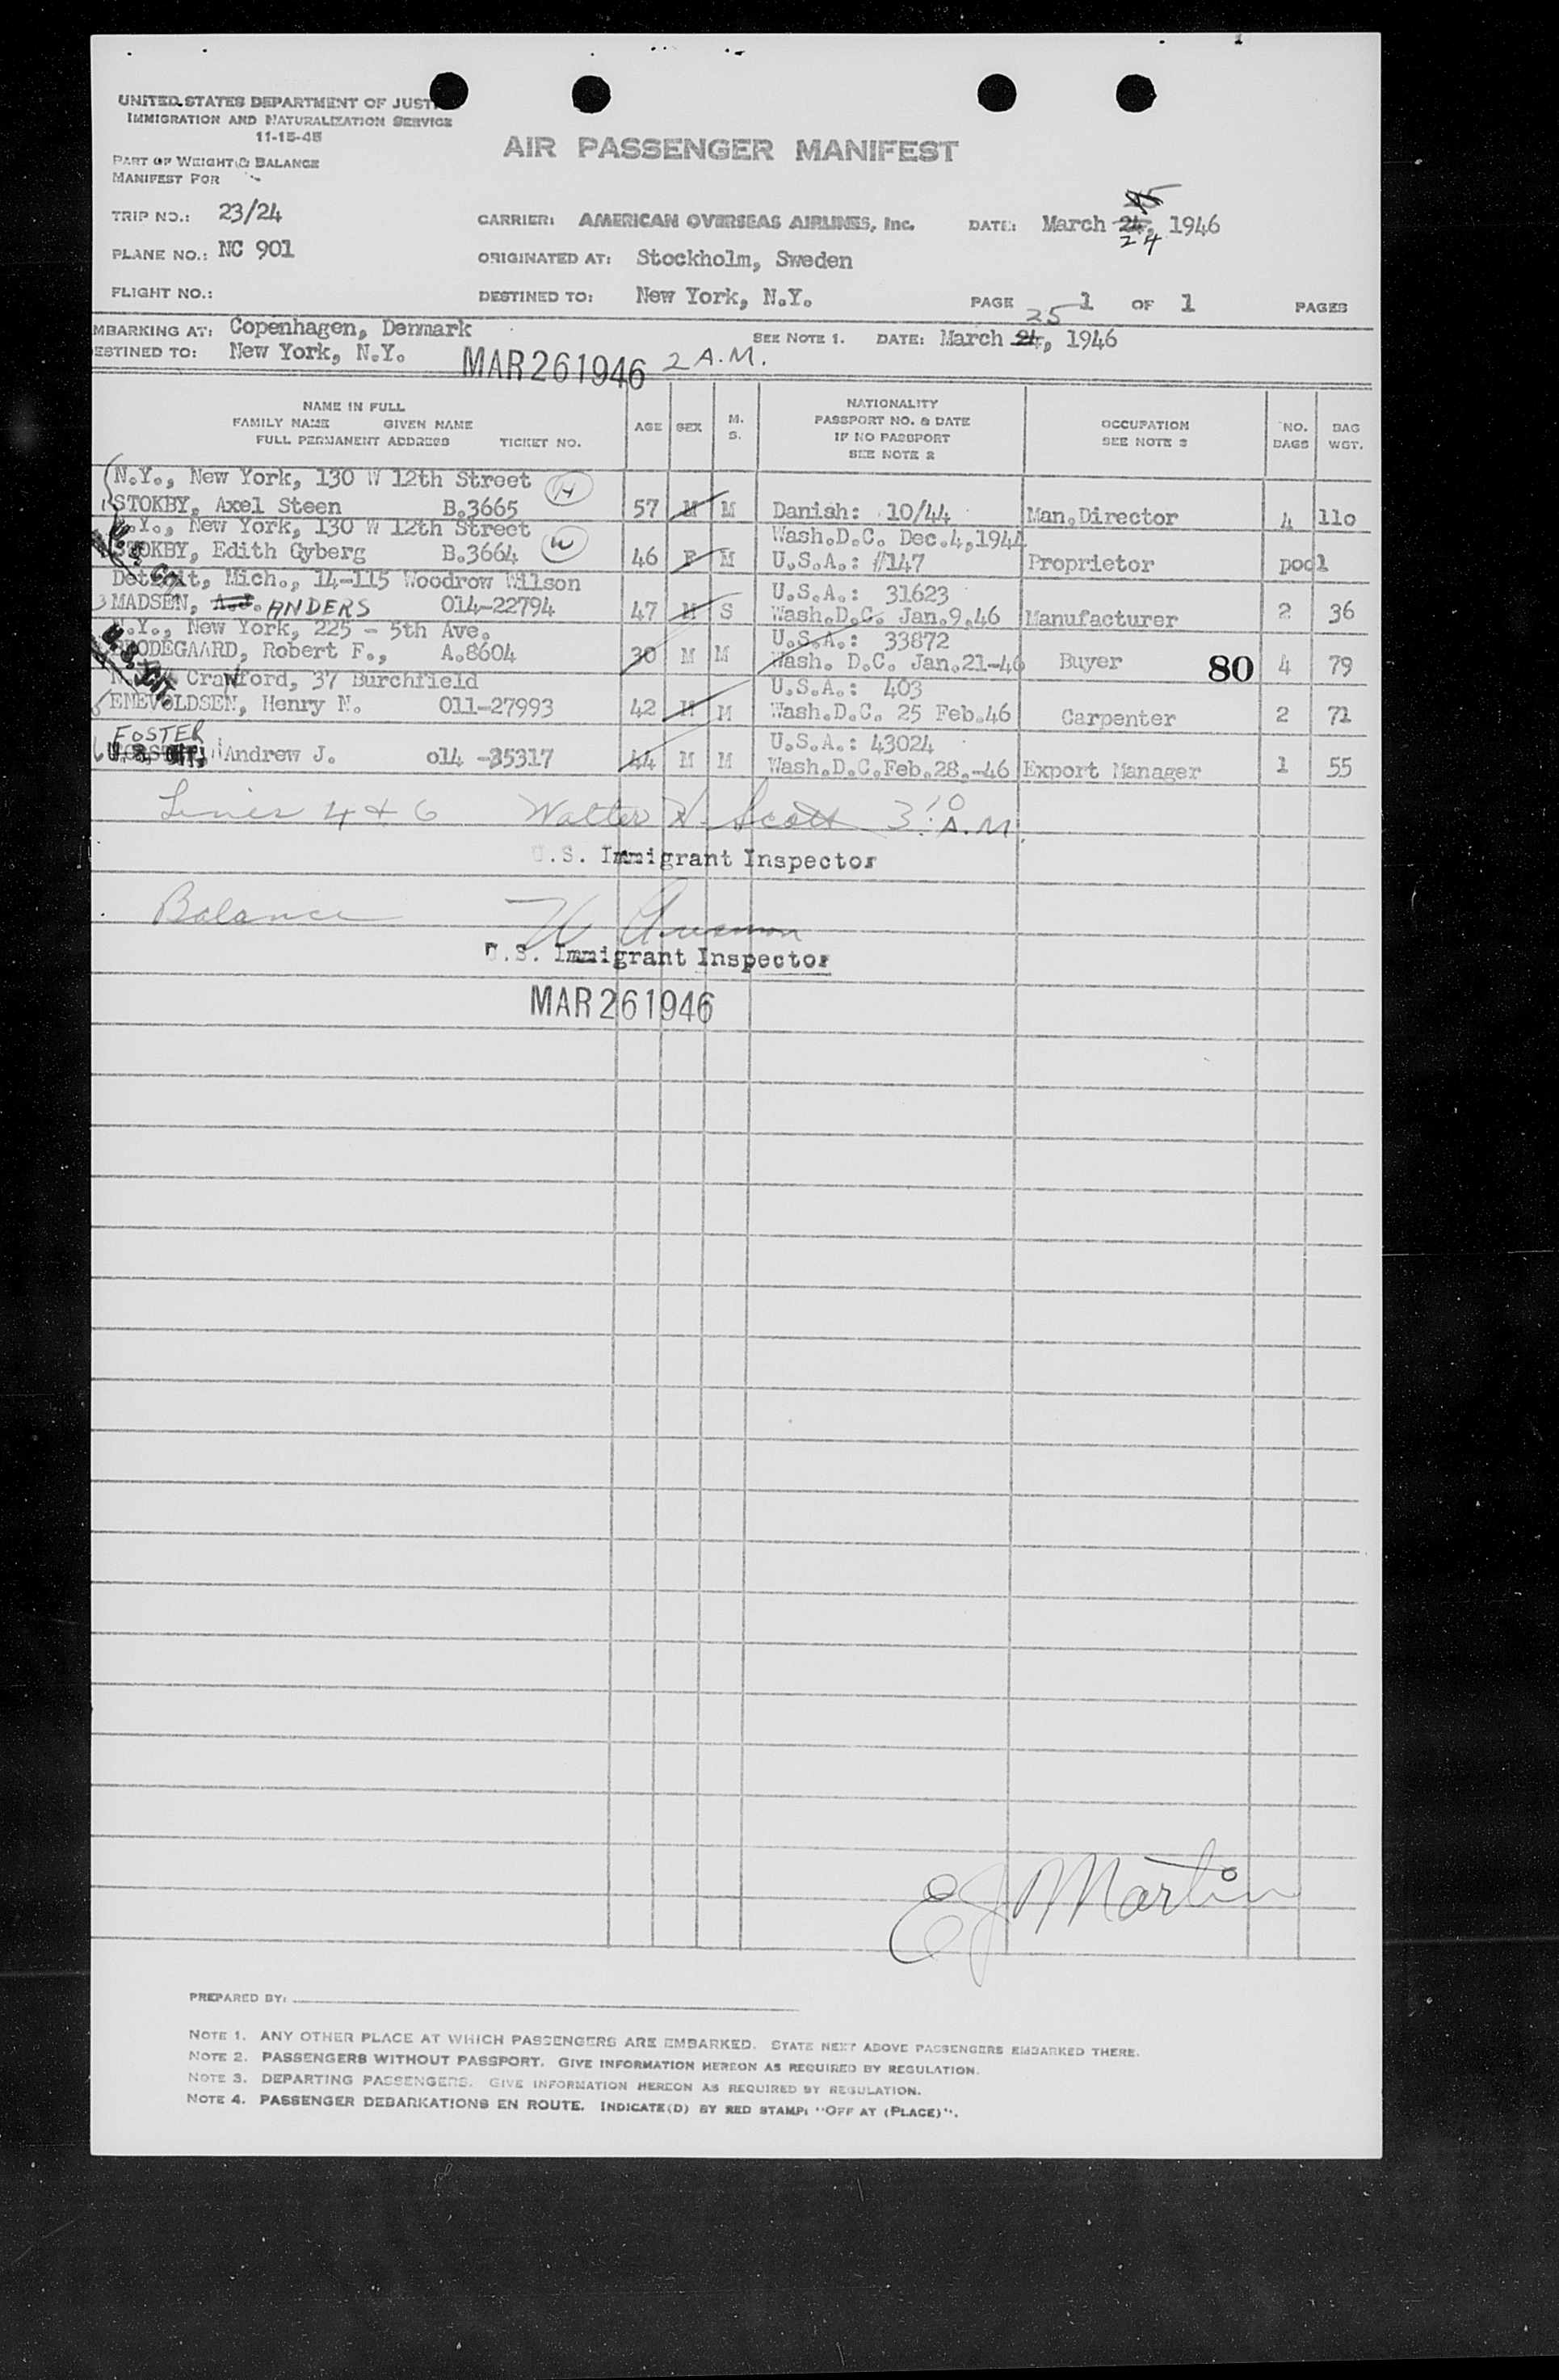 UNITED STATES DEPARTMENT OF JUSTI
IMMIGRATION AND NATURALIZATION SERVICE
11-15-45
PART OF WEIGHT & BALANCE
MANIFEST FOR
AIR PASSENGER MANIFEST
TRIP NO.: 23/24
CARRIER: AMERICAN OVERSEAS AIRLINES, Inc.
25
DATE: March 24, 1946
24
PLANE NO.: NC 901
ORIGINATED AT: Stockholm, Sweden
FLIGHT NO.:
DESTINED TO: New York, N.Y.
PAGE 1 OF 1 PAGES
MBARKING AT: Copenhagen, Denmark
SEE NOTE 1. DATE: March 24, 1946
25
ESTINED TO: New York, N.Y.
MAR 26 1946 2 A.M.
NAME IN FULL
FAMILY NAME GIVEN NAME
FULL PERMANENT ADDRESS TICKET NO.
AGE SEX M. S.
NATIONALITY
PASSPORT NO. & DATE
IF NO PASSPORT
SEE NOTE 2
OCCUPATION
SEE NOTE 3
NO. BAGS
BAG WGT.
N.Y., New York, 130 W 12th Street H
1 STOKBY, Axel Steen B.3665 57 M M Danish: 10/44 Man.Director 4 110
N.Y., New York, 130 W 12th Street Wash.D.C. Dec.4,1944
STOKBY, Edith Gyberg B.3664 W 46 F M U.S.A.: #147 Proprietor pool
Detroit, Mich., 14-115 Woodrow Wilson U.S.A.: 31623
3 MADSEN, A.J. ANDERS 014-22794 47 M S Wash.D.C. Jan.9,46 Manufacturer 2 36
N.Y., New York, 225 - 5th Ave. U.S.A.: 33872
BRODEGAARD, Robert F., A.8604 30 M M Wash. D.C. Jan.21-46 Buyer 80 4 79
Crawford, 37 Burchfield U.S.A.: 403
ENEVOLDSEN, Henry N. 011-27993 42 M M Wash.D.C. 25 Feb.46 Carpenter 2 71
FOSTER U.S.A.: 43024
6 Andrew J. 014-35317 44 M M Wash.D.C.Feb.28.-46 Export Manager 1 55
U.S. CIT.
Lines 4 & 6 Walter H. Scott 3:10 A.M.
U.S. Immigrant Inspector
Balance
U.S. Immigrant Inspector
MAR 26 1946
E J Martin
PREPARED BY:
NOTE 1. ANY OTHER PLACE AT WHICH PASSENGERS ARE EMBARKED. STATE NEXT ABOVE PASSENGERS EMBARKED THERE.
NOTE 2. PASSENGERS WITHOUT PASSPORT. GIVE INFORMATION HEREON AS REQUIRED BY REGULATION.
NOTE 3. DEPARTING PASSENGERS. GIVE INFORMATION HEREON AS REQUIRED BY REGULATION.
NOTE 4. PASSENGER DEBARKATIONS EN ROUTE. INDICATE(D) BY RED STAMP: "OFF AT (PLACE)".